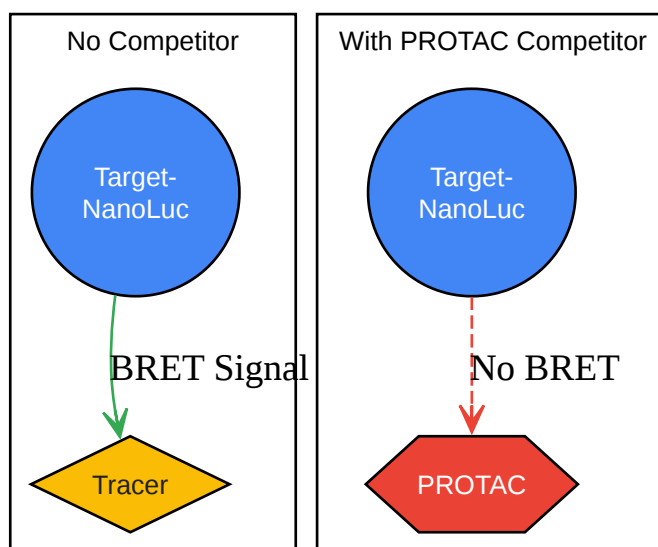 No Competitor
Target-
NanoLuc
BRET Signal
Tracer
With PROTAC Competitor
Target-
NanoLuc
No BRET
PROTAC